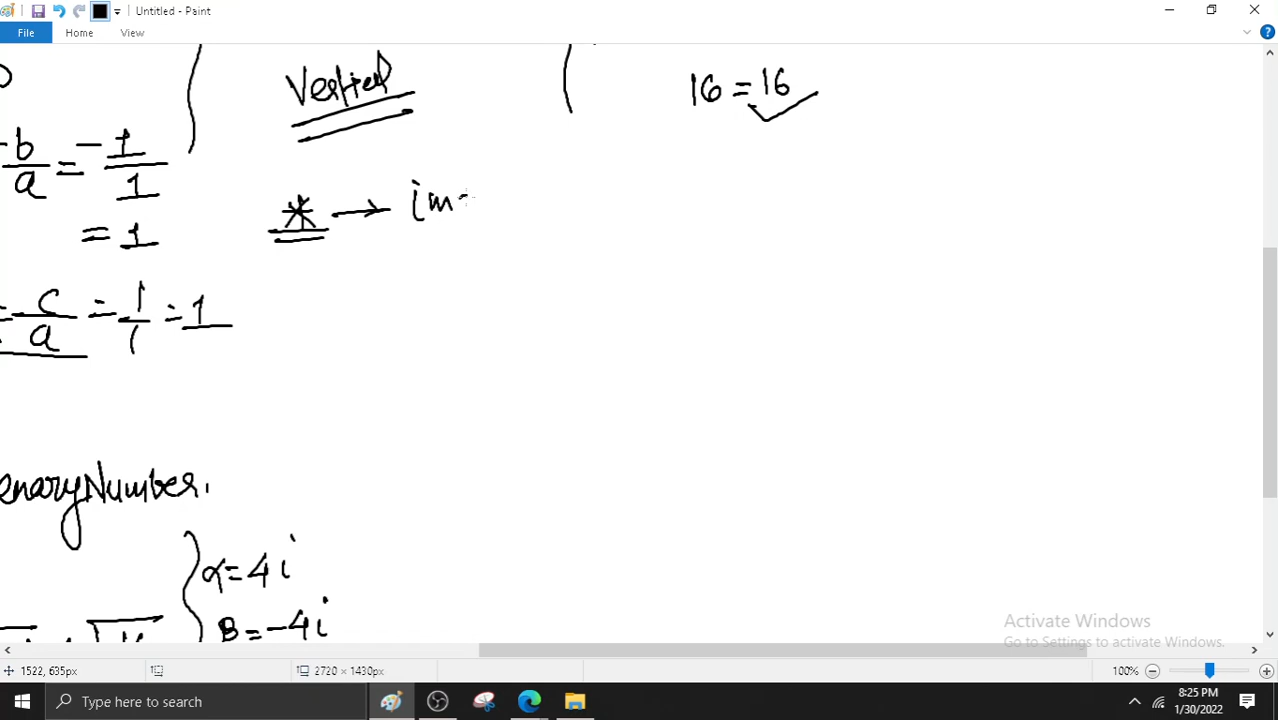 Untitled - Paint
File Home View
16 = 16
-b/a = -1/1
= 1
* → im
= c/a = 1/1 = 1
enaryNumber.
α = 4i
B = -4i
Activate Windows
Go to Settings to activate Windows.
1522, 635px 2720 × 1430px 100%
Type here to search
8:25 PM
1/30/2022